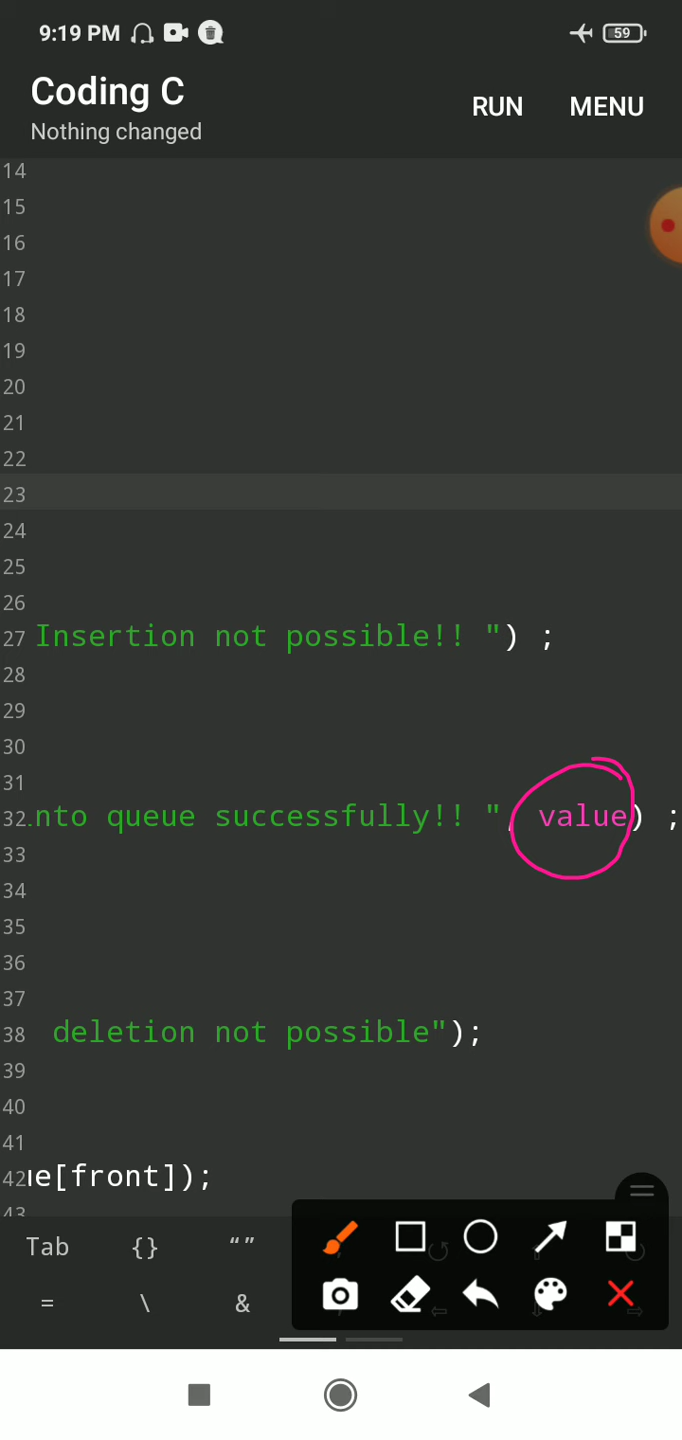 9:19 PM 59
Coding C
Nothing changed
RUN MENU
14
15
16
17
18
19
20
21
22
23
24
25
26
27 Insertion not possible!! ") ;
28
29
30
31
32 nto queue successfully!! ", value) ;
33
34
35
36
37
38 deletion not possible");
39
40
41
42 ue[front]);
43
Tab {} “”
= \ &